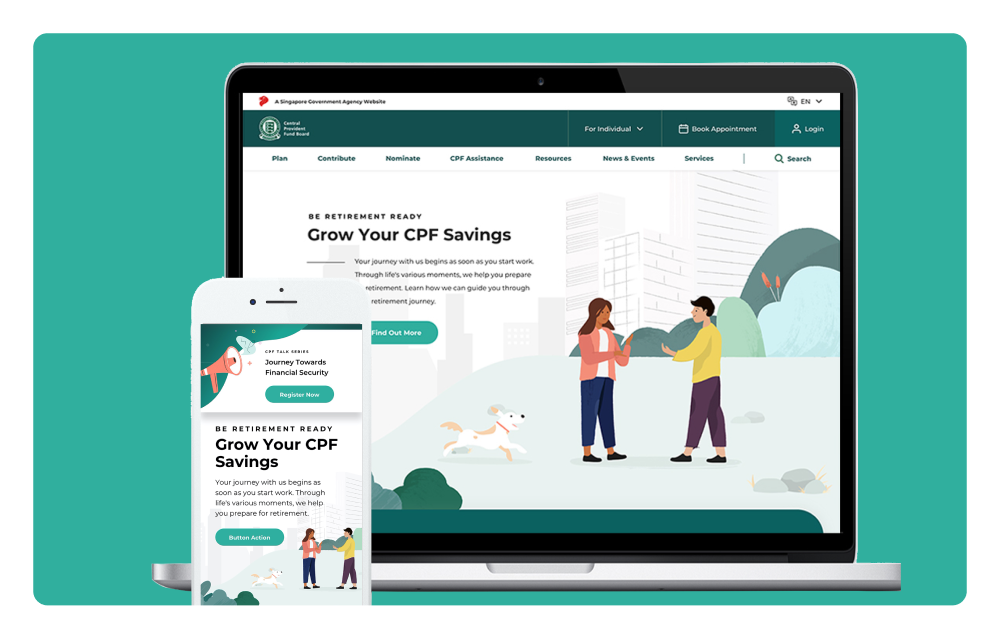 A Singapore Government Agency Website
EN
Central
Provident
Fund Board
For Individual
Book Appointment
Login
Plan
Contribute
Nominate
CPF Assistance
Resources
News & Events
Services
Search
BE RETIREMENT READY
Grow Your CPF Savings
Your journey with us begins as soon as you start work.
Through life's various moments, we help you prepare
retirement. Learn how we can guide you through
retirement journey.
Find Out More
CPF TALK SERIES
Journey Towards
Financial Security
Register Now
BE RETIREMENT READY
Grow Your CPF
Savings
Your journey with us begins as
soon as you start work. Through
life's various moments, we help
you prepare for retirement.
Button Action